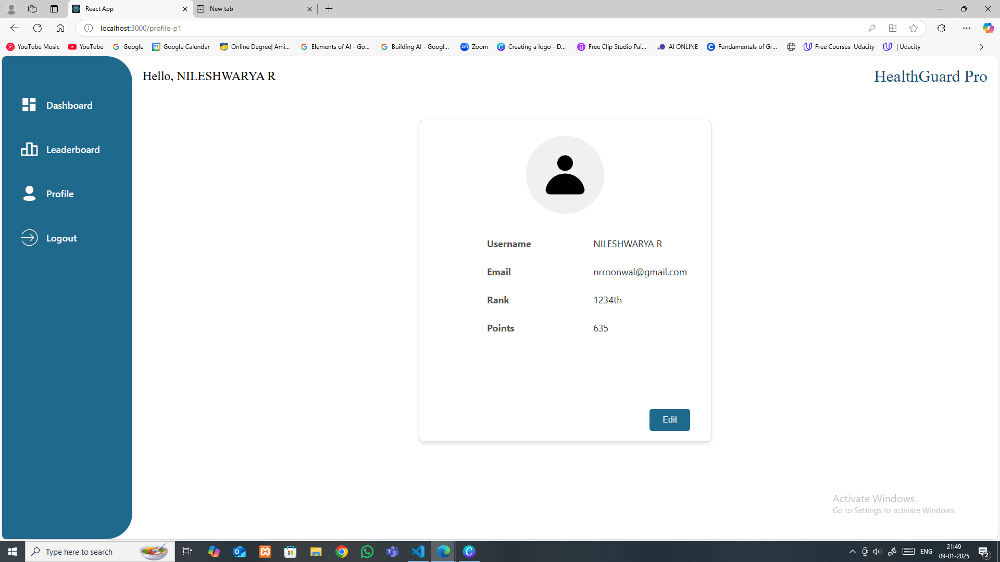 React App
New tab
localhost:3000/profile-p1
YouTube Music
YouTube
Google
27
Google Calendar
Online Degree| Ami...
Elements of AI - Go...
Building AI - Googl...
zm
Zoom
Creating a logo - D...
Free Clip Studio Pai...
AI ONLINE
Fundamentals of Gr...
Free Courses Udacity
| Udacity
Hello, NILESHWARYA R
HealthGuard Pro
Dashboard
Leaderboard
Profile
Logout
Username NILESHWARYA R
Email nrroonwal@gmail.com
Rank 1234th
Points 635
Edit
Activate Windows
Go to Settings to activate Windows.
Type here to search
ENG
21:49
09-01-2025
2